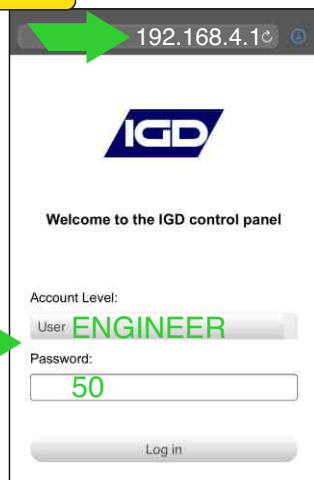 192.168.4.1
IGD
Welcome to the IGD control panel
Account Level:
User ENGINEER
Password:
50
Log in